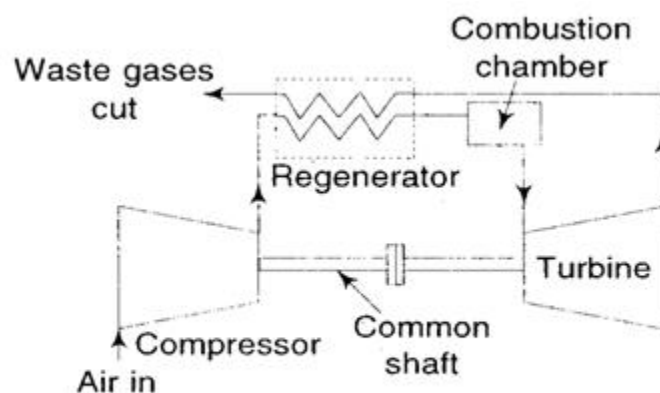 Combustion
chamber
Waste gases
cut
Regenerator
Turbine
Compressor
Common
shaft
Air in